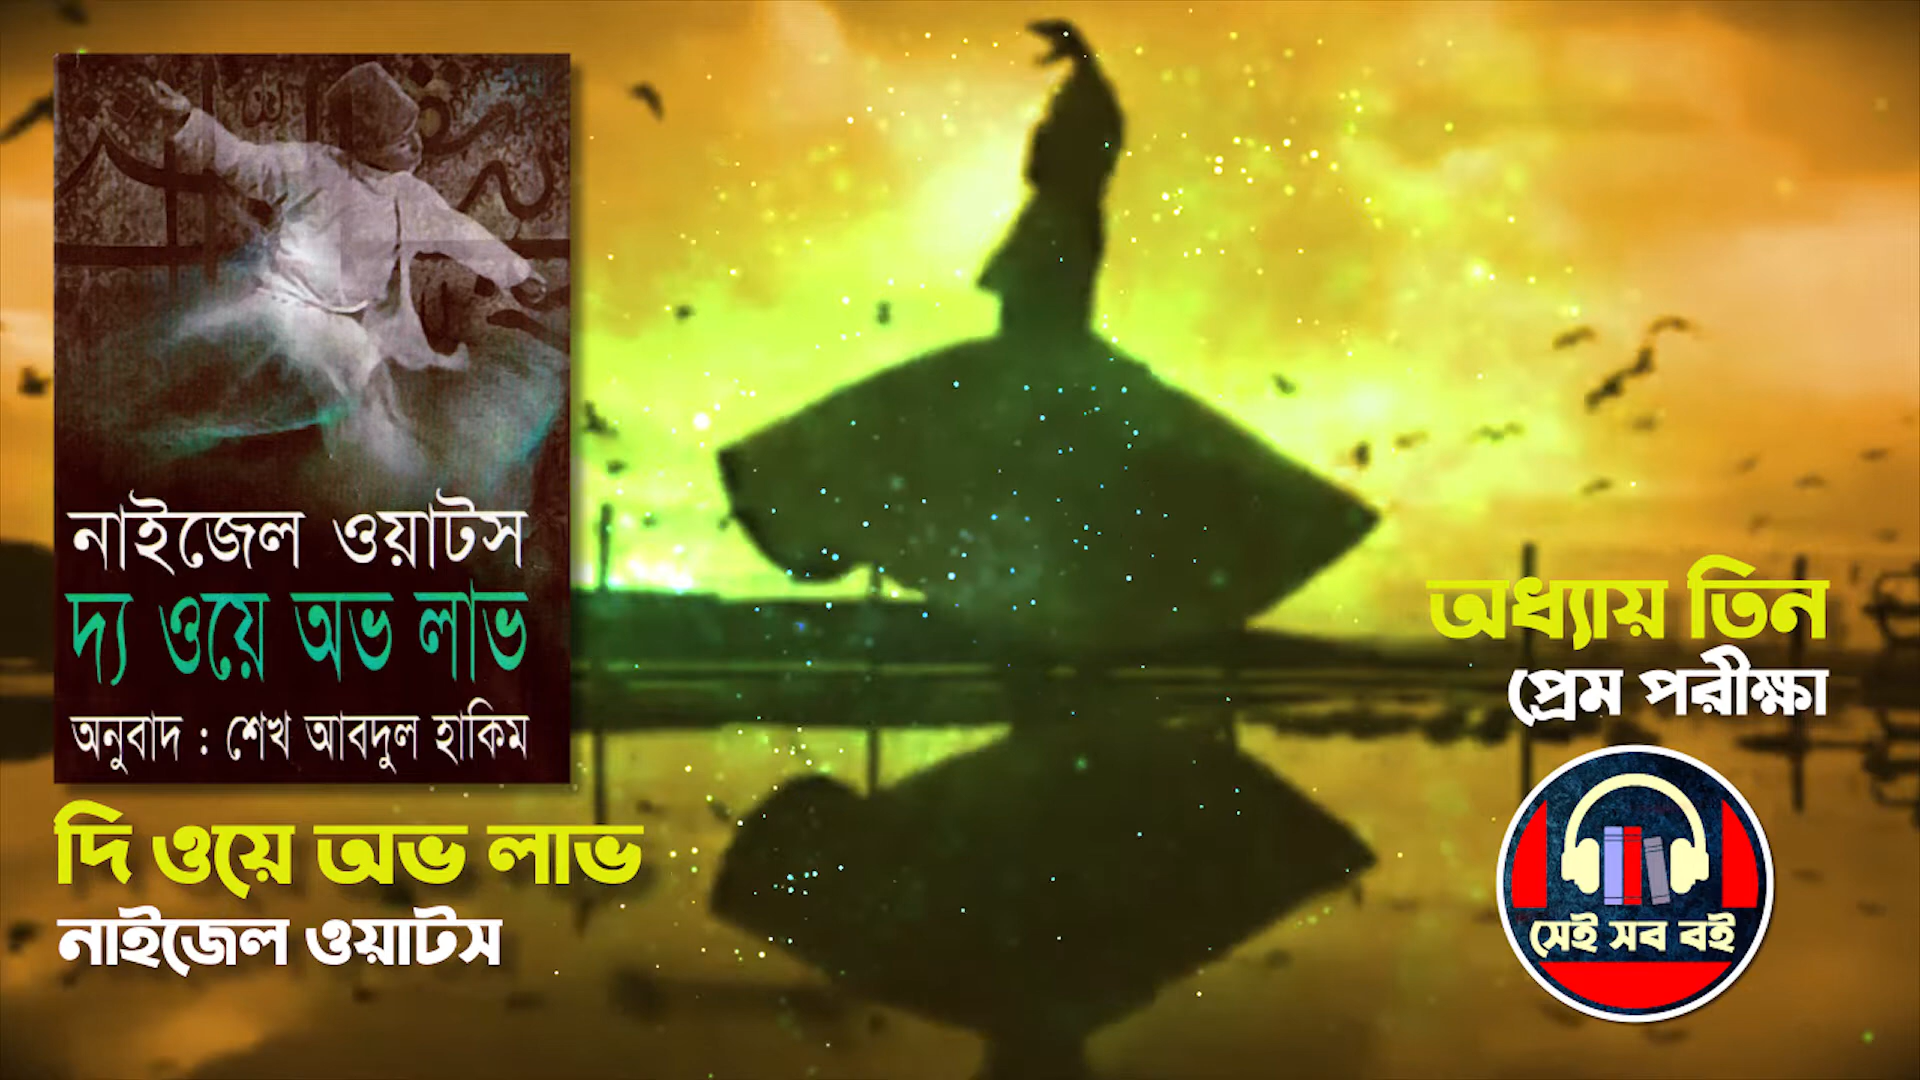 নাইজেল ওয়াটস
দ্য ওয়ে অভ লাভ
অনুবাদ : শেখ আবদুল হাকিম
দি ওয়ে অভ লাভ
নাইজেল ওয়াটস
অধ্যায় তিন
প্রেম পরীক্ষা
সেই সব বই